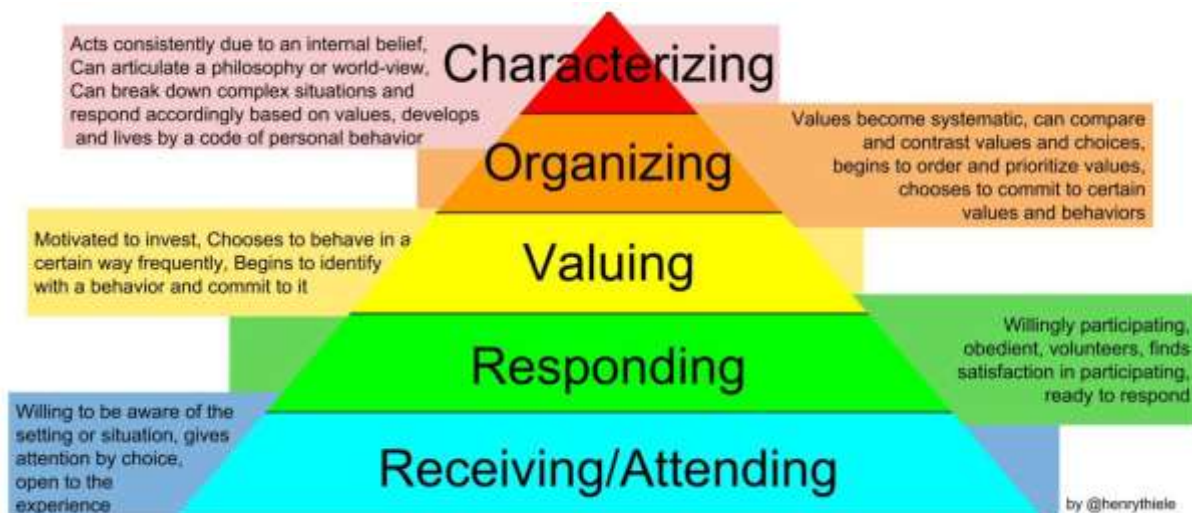 Acts consistently due to an internal belief,
Can articulate a philosophy or world-view,
Can break down complex situations and
respond accordingly based on values, develops
and lives by a code of personal behavior
Characterizing
Values become systematic, can compare
and contrast values and choices,
begins to order and prioritize values,
chooses to commit to certain
values and behaviors
Organizing
Motivated to invest, Chooses to behave in a
certain way frequently, Begins to identify
with a behavior and commit to it
Valuing
Willingly participating,
obedient, volunteers, finds
satisfaction in participating,
ready to respond
Responding
Willing to be aware of the
setting or situation, gives
attention by choice,
open to the
experience
Receiving/Attending
by @henrythiele